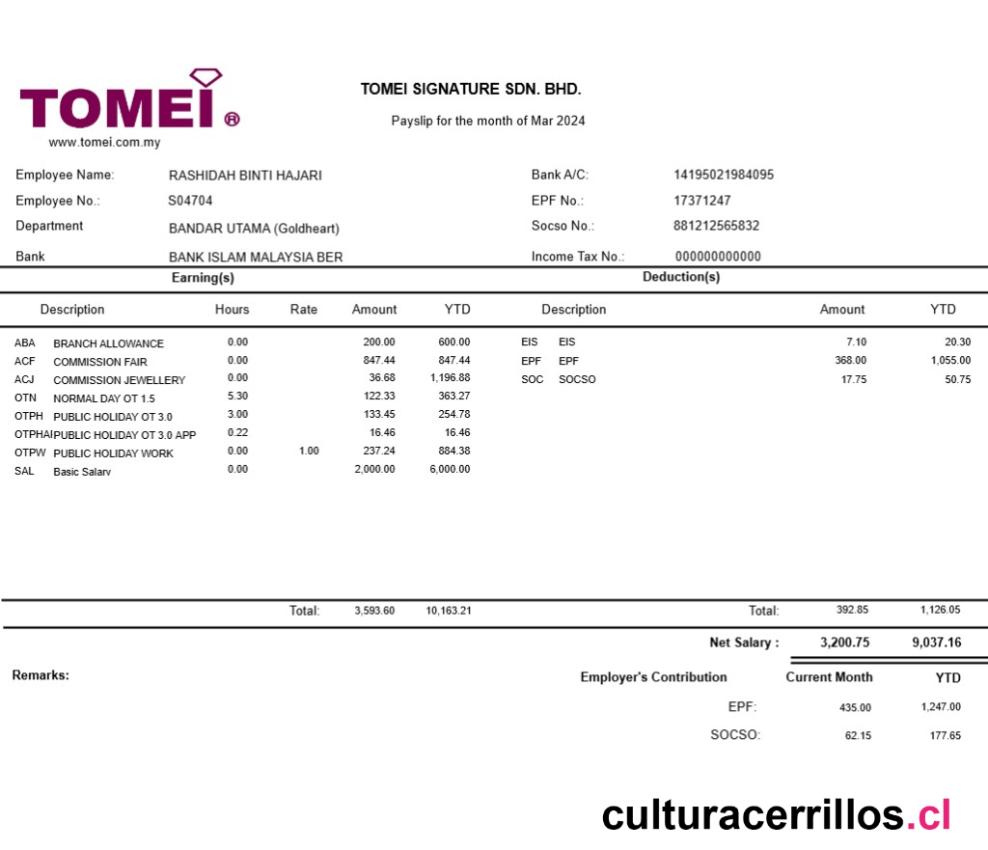 TOMEI®
www.tomei.com.my
TOMEI SIGNATURE SDN. BHD.
Payslip for the month of Mar 2024
Employee Name: RASHIDAH BINTI HAJARI Bank A/C: 14195021984095
Employee No.: S04704 EPF No.: 17371247
Department BANDAR UTAMA (Goldheart) Socso No.: 881212565832
Bank BANK ISLAM MALAYSIA BER Income Tax No.: 000000000000
Earning(s) Deduction(s)
Description Hours Rate Amount YTD Description Amount YTD
ABA BRANCH ALLOWANCE 0.00 200.00 600.00 EIS EIS 7.10 20.30
ACF COMMISSION FAIR 0.00 847.44 847.44 EPF EPF 368.00 1,055.00
ACJ COMMISSION JEWELLERY 0.00 36.68 1,196.88 SOC SOCSO 17.75 50.75
OTN NORMAL DAY OT 1.5 5.30 122.33 363.27
OTPH PUBLIC HOLIDAY OT 3.0 3.00 133.45 254.78
OTPHAI PUBLIC HOLIDAY OT 3.0 APP 0.22 16.46 16.46
OTPW PUBLIC HOLIDAY WORK 0.00 1.00 237.24 884.38
SAL Basic Salary 0.00 2,000.00 6,000.00
Total: 3,593.60 10,163.21 Total: 392.85 1,126.05
Net Salary : 3,200.75 9,037.16
Remarks: Employer's Contribution Current Month YTD
EPF: 435.00 1,247.00
SOCSO: 62.15 177.65
culturacerrillos.cl